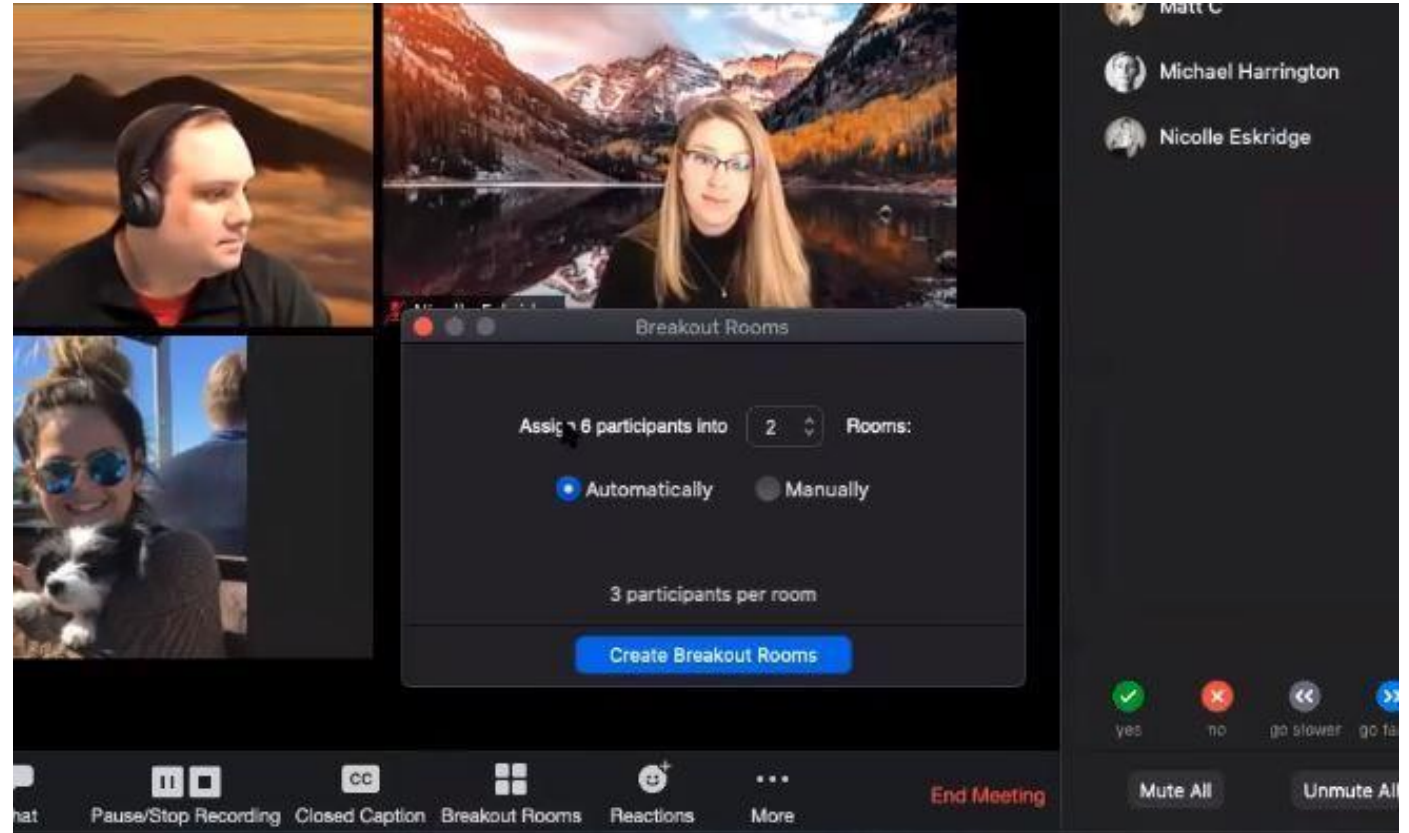 Matt C
Michael Harrington
Nicolle Eskridge
Breakout Rooms
Assign 6 participants into 2 Rooms:
Automatically Manually
3 participants per room
Create Breakout Rooms
yes no go slower go fa
hat Pause/Stop Recording Closed Caption Breakout Rooms Reactions More End Meeting Mute All Unmute All
CC